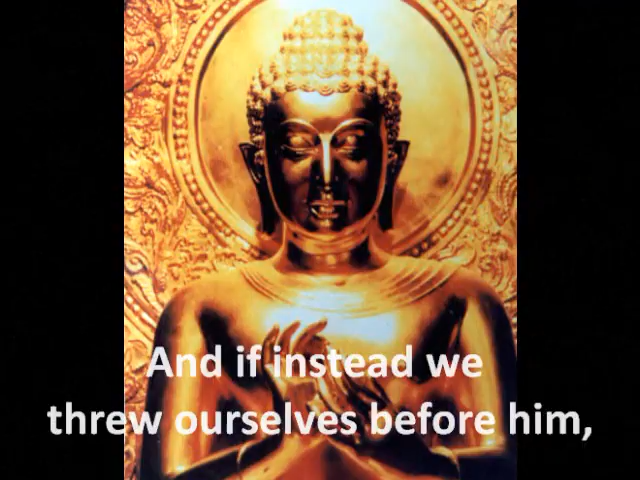 And if instead we
threw ourselves before him,